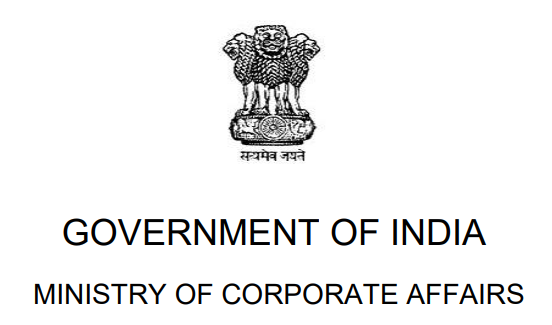 सत्यमेव जयते
GOVERNMENT OF INDIA
MINISTRY OF CORPORATE AFFAIRS